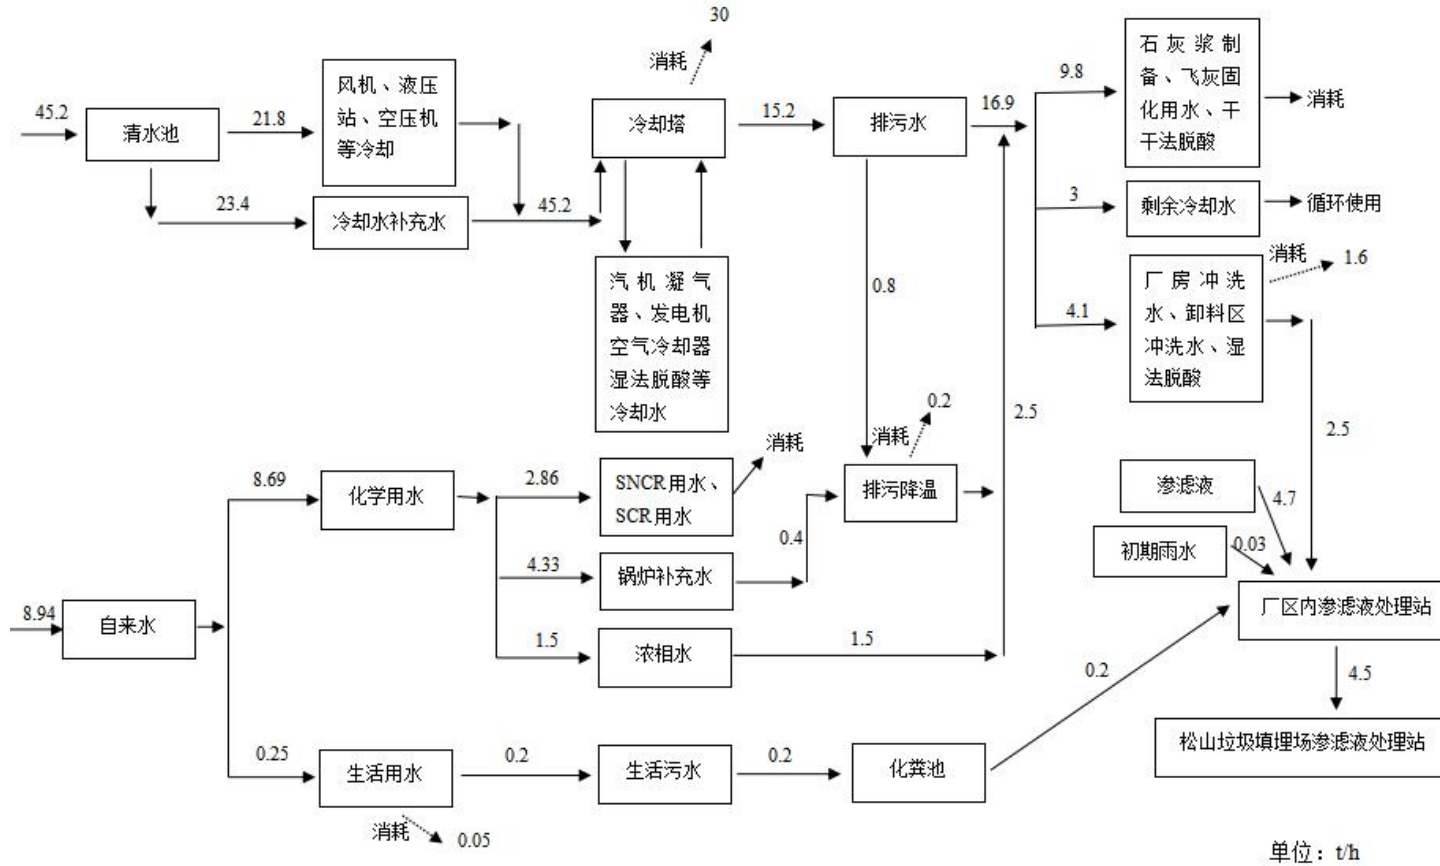 30
消耗
45.2
清水池
21.8
风机、液压
站、空压机
等冷却
冷却塔
15.2
排污水
16.9
9.8
石灰浆制
备、飞灰固
化用水、干
干法脱酸
消耗
23.4
冷却水补充水
45.2
3
剩余冷却水
循环使用
汽机凝气
器、发电机
空气冷却器
湿法脱酸等
冷却水
0.8
4.1
厂房冲洗
水、卸料区
冲洗水、湿
法脱酸
消耗
1.6
2.5
2.5
8.69
化学用水
2.86
SNCR用水、
SCR用水
消耗
消耗
0.2
排污降温
4.33
锅炉补充水
0.4
渗滤液
4.7
初期雨水
0.03
8.94
自来水
1.5
浓相水
1.5
厂区内渗滤液处理站
0.2
4.5
松山垃圾填埋场渗滤液处理站
0.25
生活用水
0.2
生活污水
0.2
化粪池
消耗
0.05
单位：t/h